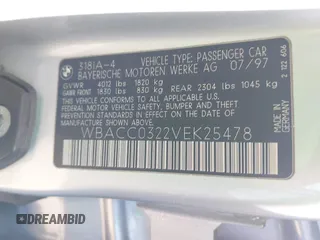 318iA-4 VEHICLE TYPE: PASSENGER CAR
BAYERISCHE MOTOREN WERKE AG 07/97
GVWR 4012 lbs 1820 kg
GAWR FRONT 1830 lbs 830 kg REAR 2304 lbs 1045 kg
THIS VEHICLE CONFORMS TO ALL APPLICABLE
FEDERAL MOTOR VEHICLE SAFETY, BUMPER,
AND THEFT PREVENTION STANDARDS IN EFFECT
ON THE DATE OF MANUFACTURE SHOWN ABOVE.
WBACC0322VEK25478
MADE IN GERMANY
2 122 606
DREAMBID